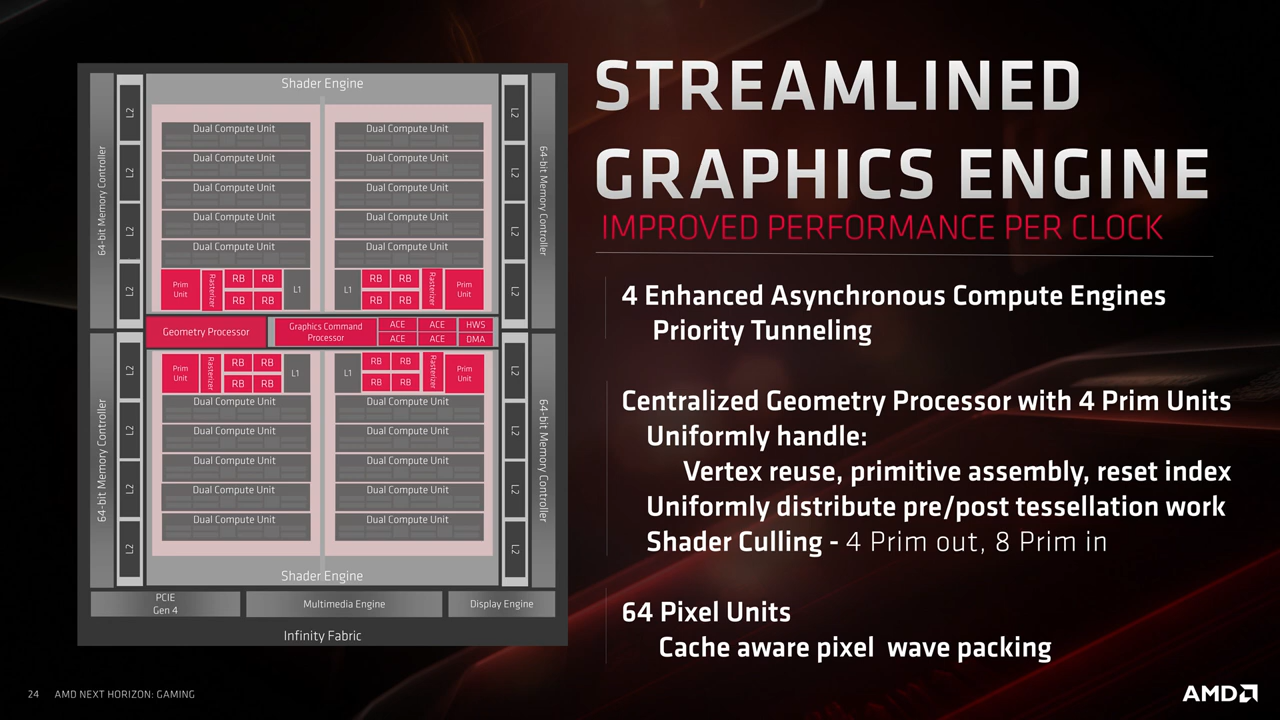 STREAMLINED
GRAPHICS ENGINE
IMPROVED PERFORMANCE PER CLOCK
4 Enhanced Asynchronous Compute Engines
Priority Tunneling
Centralized Geometry Processor with 4 Prim Units
Uniformly handle:
Vertex reuse, primitive assembly, reset index
Uniformly distribute pre/post tessellation work
Shader Culling - 4 Prim out, 8 Prim in
64 Pixel Units
Cache aware pixel wave packing
Shader Engine
64-bit Memory Controller
L2
L2
L2
L2
Dual Compute Unit
Dual Compute Unit
Dual Compute Unit
Dual Compute Unit
Dual Compute Unit
Dual Compute Unit
Dual Compute Unit
Dual Compute Unit
Dual Compute Unit
Dual Compute Unit
L2
L2
L2
L2
64-bit Memory Controller
Prim
Unit
Rasterizer
RB RB
RB RB
L1
L1
RB RB
RB RB
Rasterizer
Prim
Unit
Geometry Processor
Graphics Command
Processor
ACE ACE HWS
ACE ACE DMA
64-bit Memory Controller
L2
L2
L2
L2
Prim
Unit
Rasterizer
RB RB
RB RB
L1
L1
RB RB
RB RB
Rasterizer
Prim
Unit
Dual Compute Unit
Dual Compute Unit
Dual Compute Unit
Dual Compute Unit
Dual Compute Unit
Dual Compute Unit
Dual Compute Unit
Dual Compute Unit
Dual Compute Unit
Dual Compute Unit
L2
L2
L2
L2
64-bit Memory Controller
Shader Engine
PCIE
Gen 4
Multimedia Engine
Display Engine
Infinity Fabric
24 AMD NEXT HORIZON: GAMING
AMD